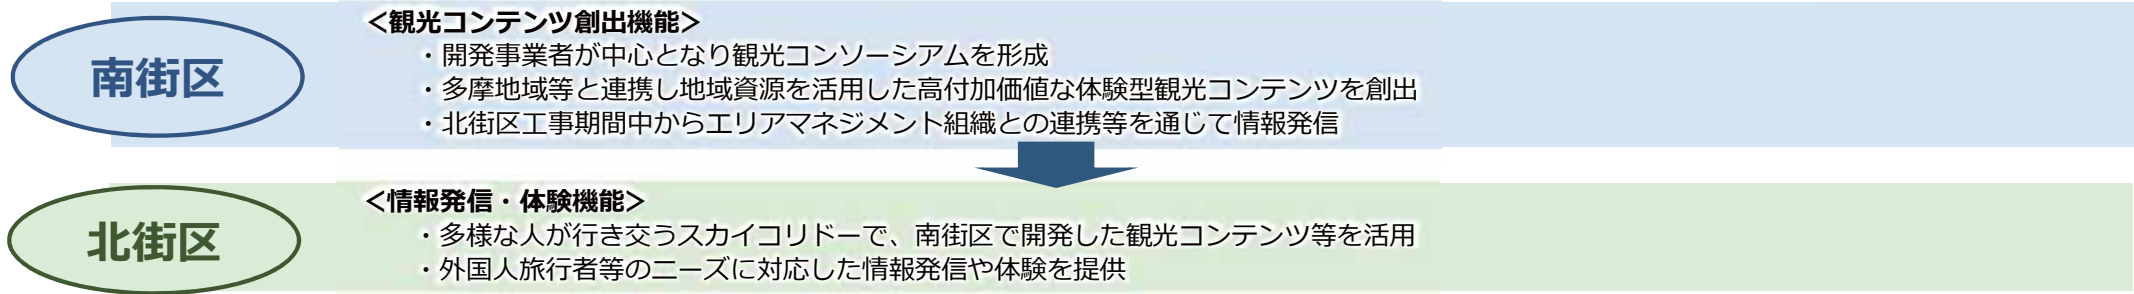 南街区
<観光コンテンツ創出機能>
・開発事業者が中心となり観光コンソーシアムを形成
・多摩地域等と連携し地域資源を活用した高付加価値な体験型観光コンテンツを創出
・北街区工事期間中からエリアマネジメント組織との連携等を通じて情報発信
北街区
<情報発信・体験機能>
・多様な人が行き交うスカイコリドーで、南街区で開発した観光コンテンツ等を活用
・外国人旅行者等のニーズに対応した情報発信や体験を提供